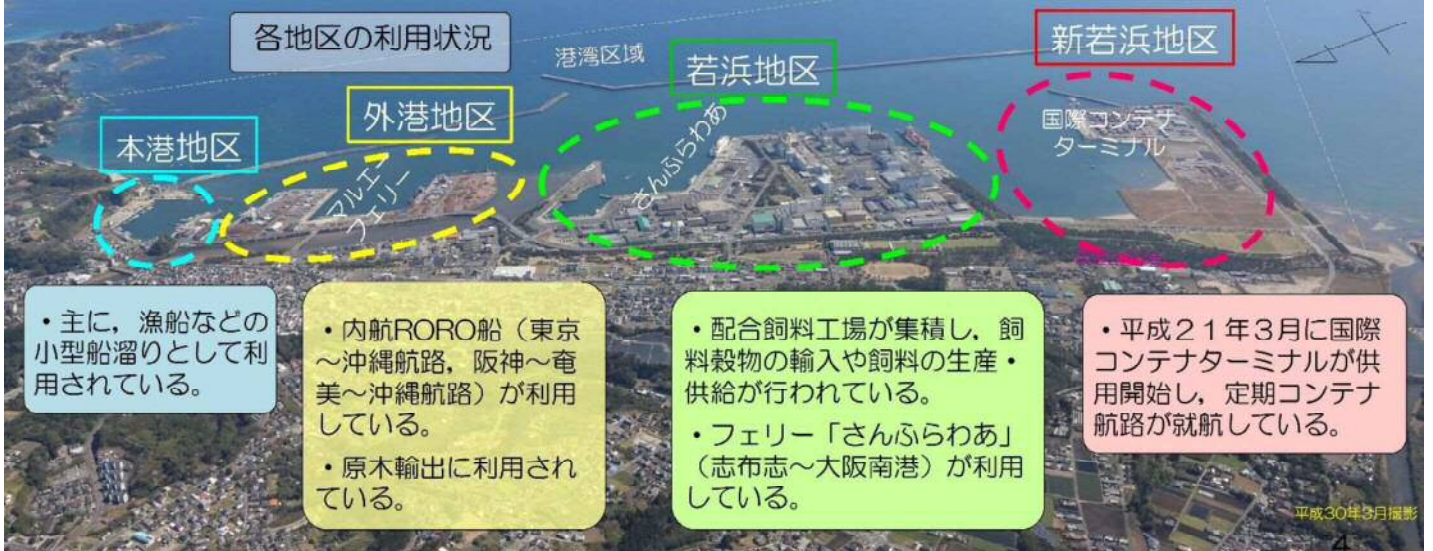 各地区の利用状況
港湾区域
新若浜地区
若浜地区
外港地区
本港地区
国際コンテナ
ターミナル
さんふらわあ
マルエー
フェリー
・主に，漁船などの
小型船溜りとして利
用されている。
・内航RORO船（東京
～沖縄航路，阪神～奄
美～沖縄航路）が利用
している。
・原木輸出に利用され
ている。
・配合飼料工場が集積し，飼
料穀物の輸入や飼料の生産・
供給が行われている。
・フェリー「さんふらわあ」
（志布志～大阪南港）が利用
している。
・平成２１年３月に国際
コンテナターミナルが供
用開始し，定期コンテナ
航路が就航している。
平成30年3月撮影
4